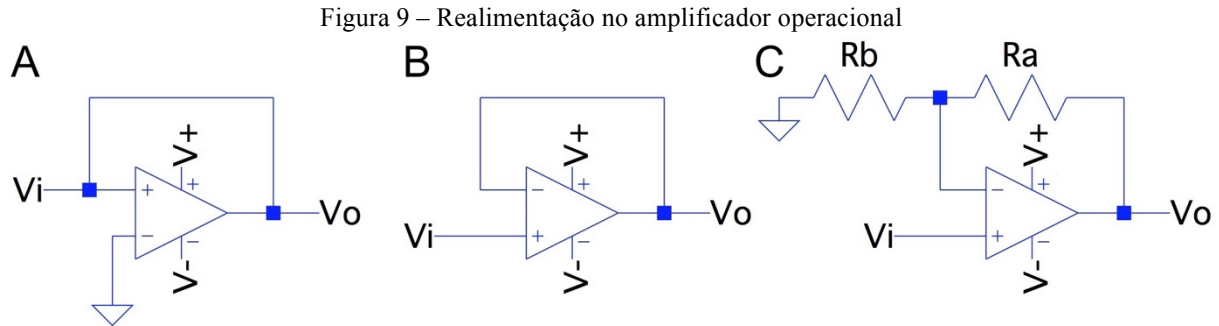 Figura 9 – Realimentação no amplificador operacional
A
V+
+
Vi
+
−
Vo
−
V-
B
V+
+
−
Vi
+
Vo
−
V-
C
Rb
Ra
V+
+
−
Vi
+
Vo
−
V-